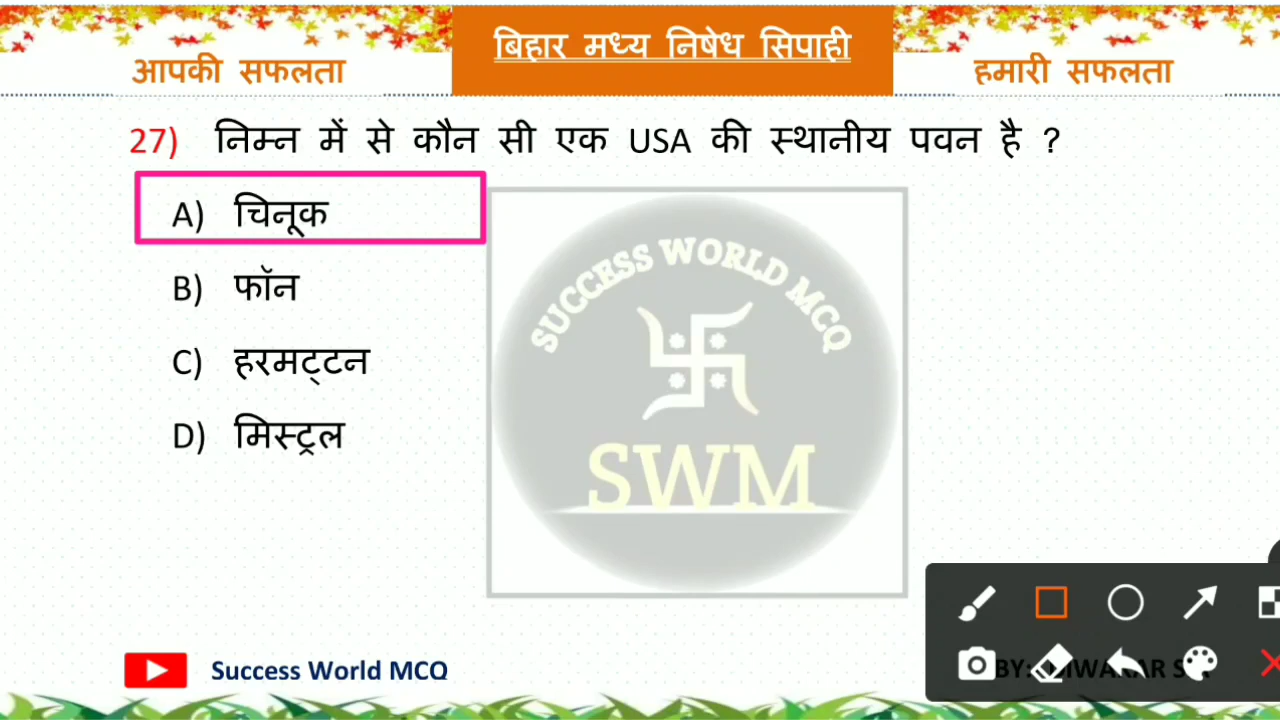 बिहार मध्य निषेध सिपाही
आपकी सफलता
हमारी सफलता
27) निम्न में से कौन सी एक USA की स्थानीय पवन है ?
A) चिनूक
B) फॉन
C) हरमट्टन
D) मिस्ट्रल
SUCCESS WORLD MCQ
SWM
Success World MCQ
BY: